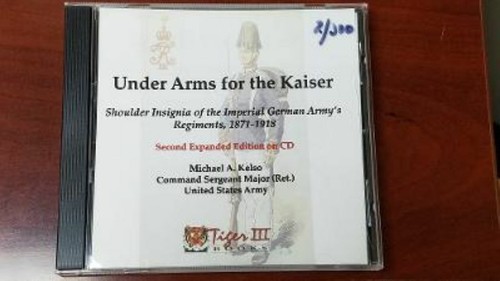 2/300
Under Arms for the Kaiser
Shoulder Insignia of the Imperial German Army's
Regiments, 1871-1918
Second Expanded Edition on CD
Michael A. Kelso
Command Sergeant Major (Ret.)
United States Army
Tiger III
BOOKS